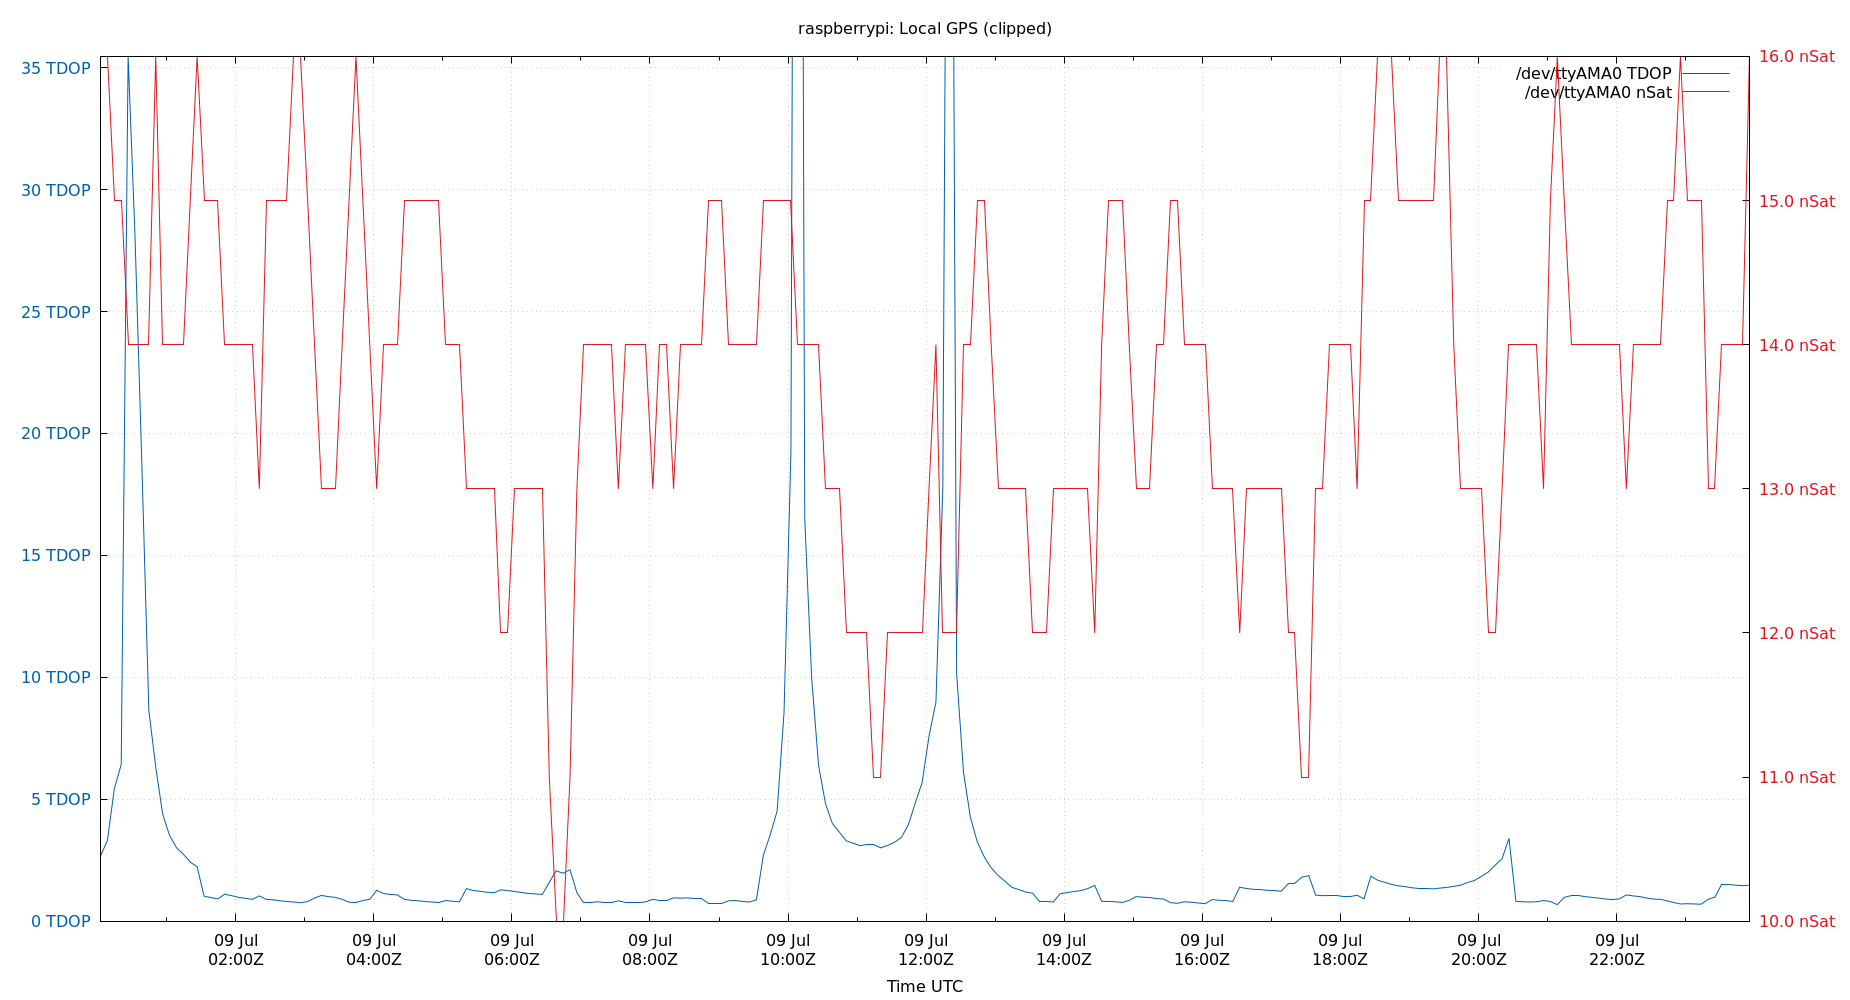 raspberrypi: Local GPS (clipped)
35 TDOP
30 TDOP
25 TDOP
20 TDOP
15 TDOP
10 TDOP
5 TDOP
0 TDOP
/dev/ttyAMA0 TDOP
/dev/ttyAMA0 nSat
16.0 nSat
15.0 nSat
14.0 nSat
13.0 nSat
12.0 nSat
11.0 nSat
10.0 nSat
09 Jul 09 Jul 09 Jul 09 Jul 09 Jul 09 Jul 09 Jul 09 Jul 09 Jul 09 Jul 09 Jul
02:00Z 04:00Z 06:00Z 08:00Z 10:00Z 12:00Z 14:00Z 16:00Z 18:00Z 20:00Z 22:00Z
Time UTC